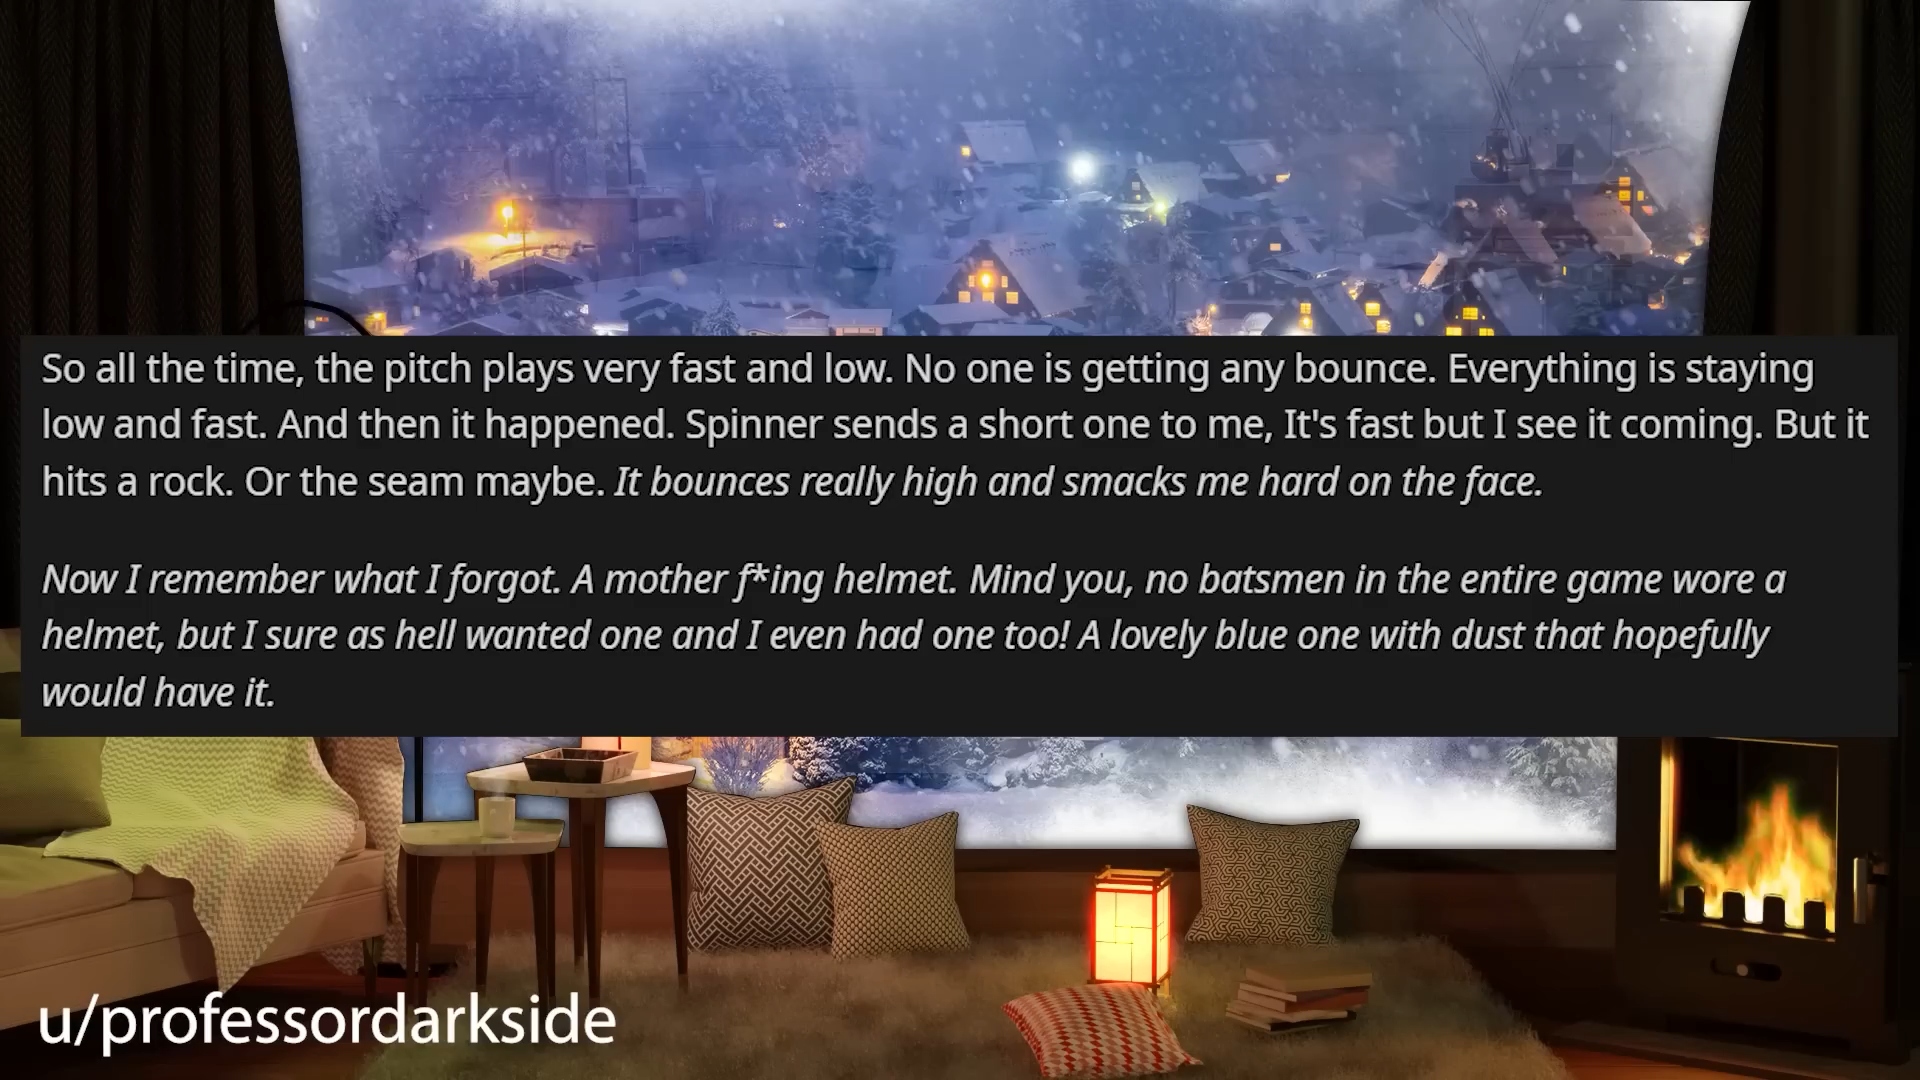 So all the time, the pitch plays very fast and low. No one is getting any bounce. Everything is staying
low and fast. And then it happened. Spinner sends a short one to me, It's fast but I see it coming. But it
hits a rock. Or the seam maybe. It bounces really high and smacks me hard on the face.
Now I remember what I forgot. A mother f*ing helmet. Mind you, no batsmen in the entire game wore a
helmet, but I sure as hell wanted one and I even had one too! A lovely blue one with dust that hopefully
would have it.
u/professordarkside